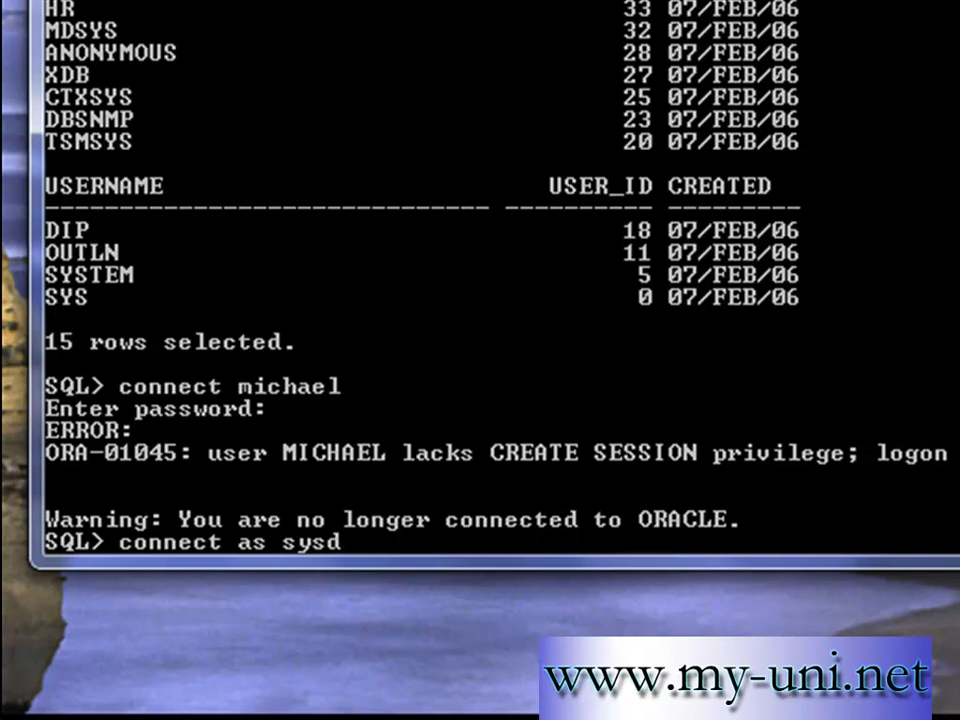 HR 33 07/FEB/06
MDSYS 32 07/FEB/06
ANONYMOUS 28 07/FEB/06
XDB 27 07/FEB/06
CTXSYS 25 07/FEB/06
DBSNMP 23 07/FEB/06
TSMSYS 20 07/FEB/06
USERNAME USER_ID CREATED
------------------------------ ---------- ---------
DIP 18 07/FEB/06
OUTLN 11 07/FEB/06
SYSTEM 5 07/FEB/06
SYS 0 07/FEB/06
15 rows selected.
SQL> connect michael
Enter password:
ERROR:
ORA-01045: user MICHAEL lacks CREATE SESSION privilege; logon
Warning: You are no longer connected to ORACLE.
SQL> connect as sysd
www.my-uni.net